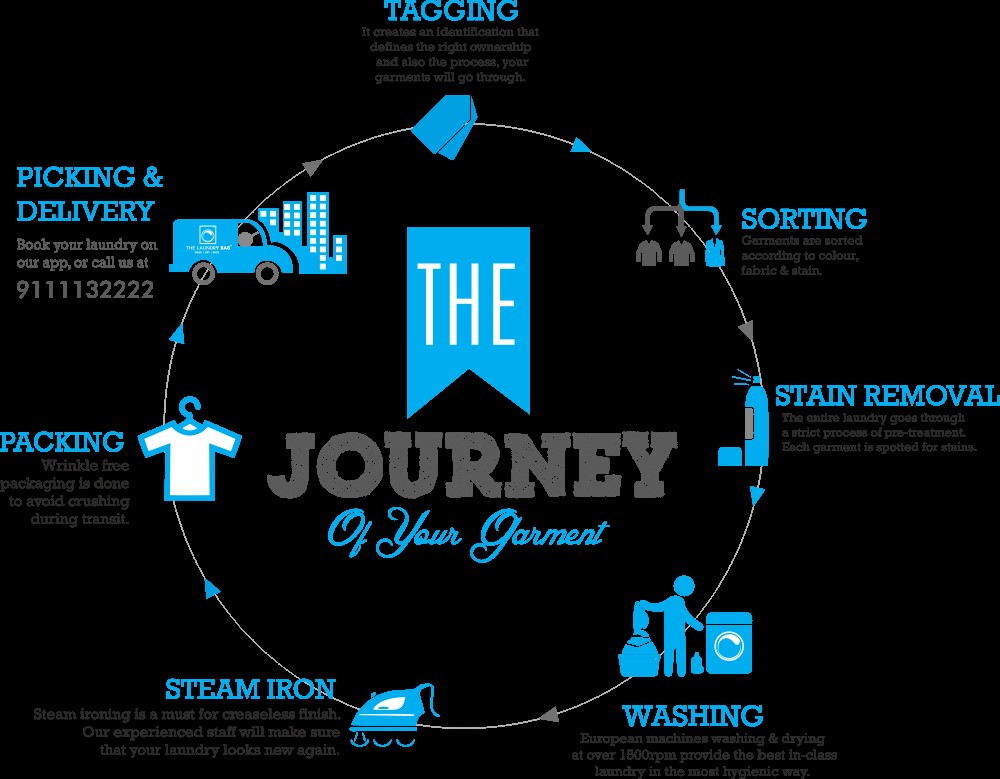 TAGGING
It creates an identification that
defines the right ownership
and also the process, your
garments will go through.
PICKING &
DELIVERY
Book your laundry on
our app, or call us at
9111132222
THE LAUNDRY BAG
SORTING
Garments are sorted
according to colour,
fabric & stain.
THE
JOURNEY
Of Your Garment
STAIN REMOVAL
The entire laundry goes through
a strict process of pre-treatment.
Each garment is spotted for stains.
PACKING
Wrinkle free
packaging is done
to avoid crushing
during transit.
STEAM IRON
Steam ironing is a must for creaseless finish.
Our experienced staff will make sure
that your laundry looks new again.
WASHING
European machines washing & drying
at over 1500rpm provide the best in-class
laundry in the most hygienic way.